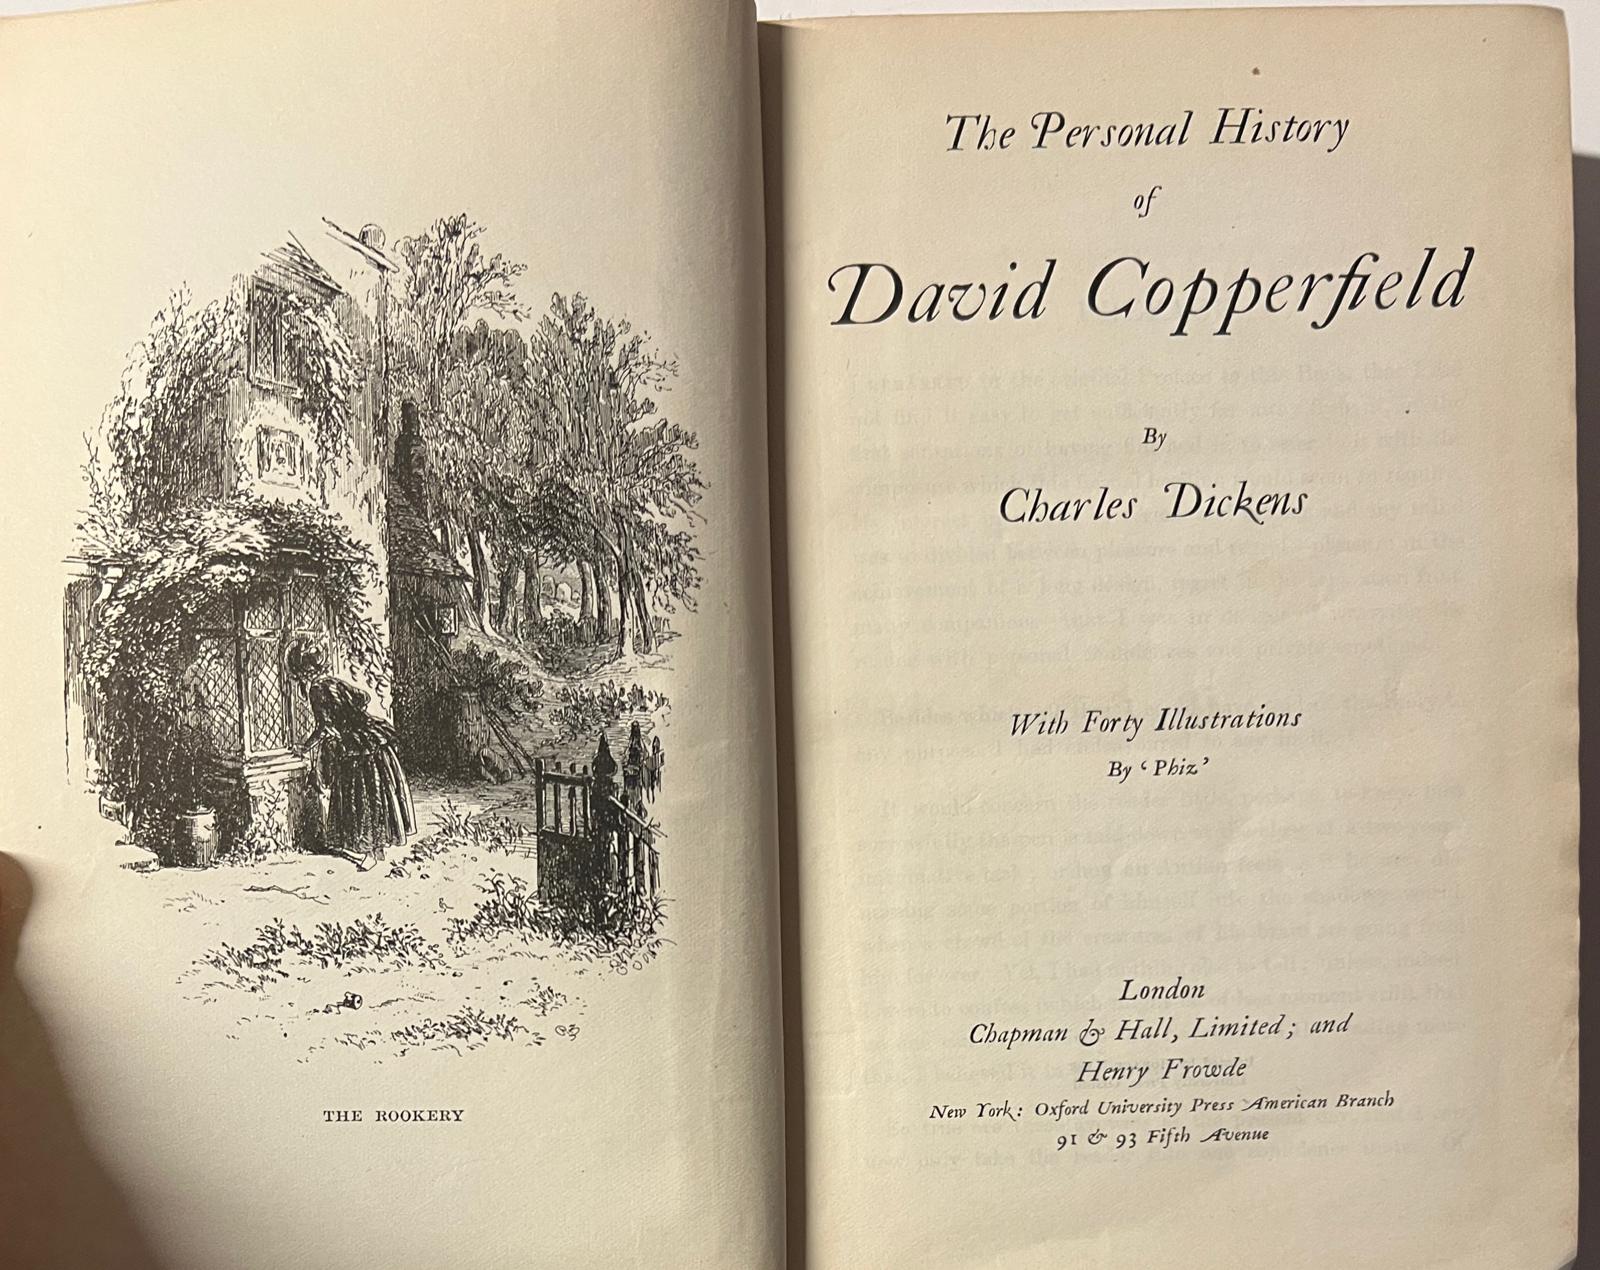 THE ROOKERY
The Personal History
of
David Copperfield
By
Charles Dickens
With Forty Illustrations
By ‘Phiz’
London
Chapman & Hall, Limited; and
Henry Frowde
New York: Oxford University Press American Branch
91 & 93 Fifth Avenue